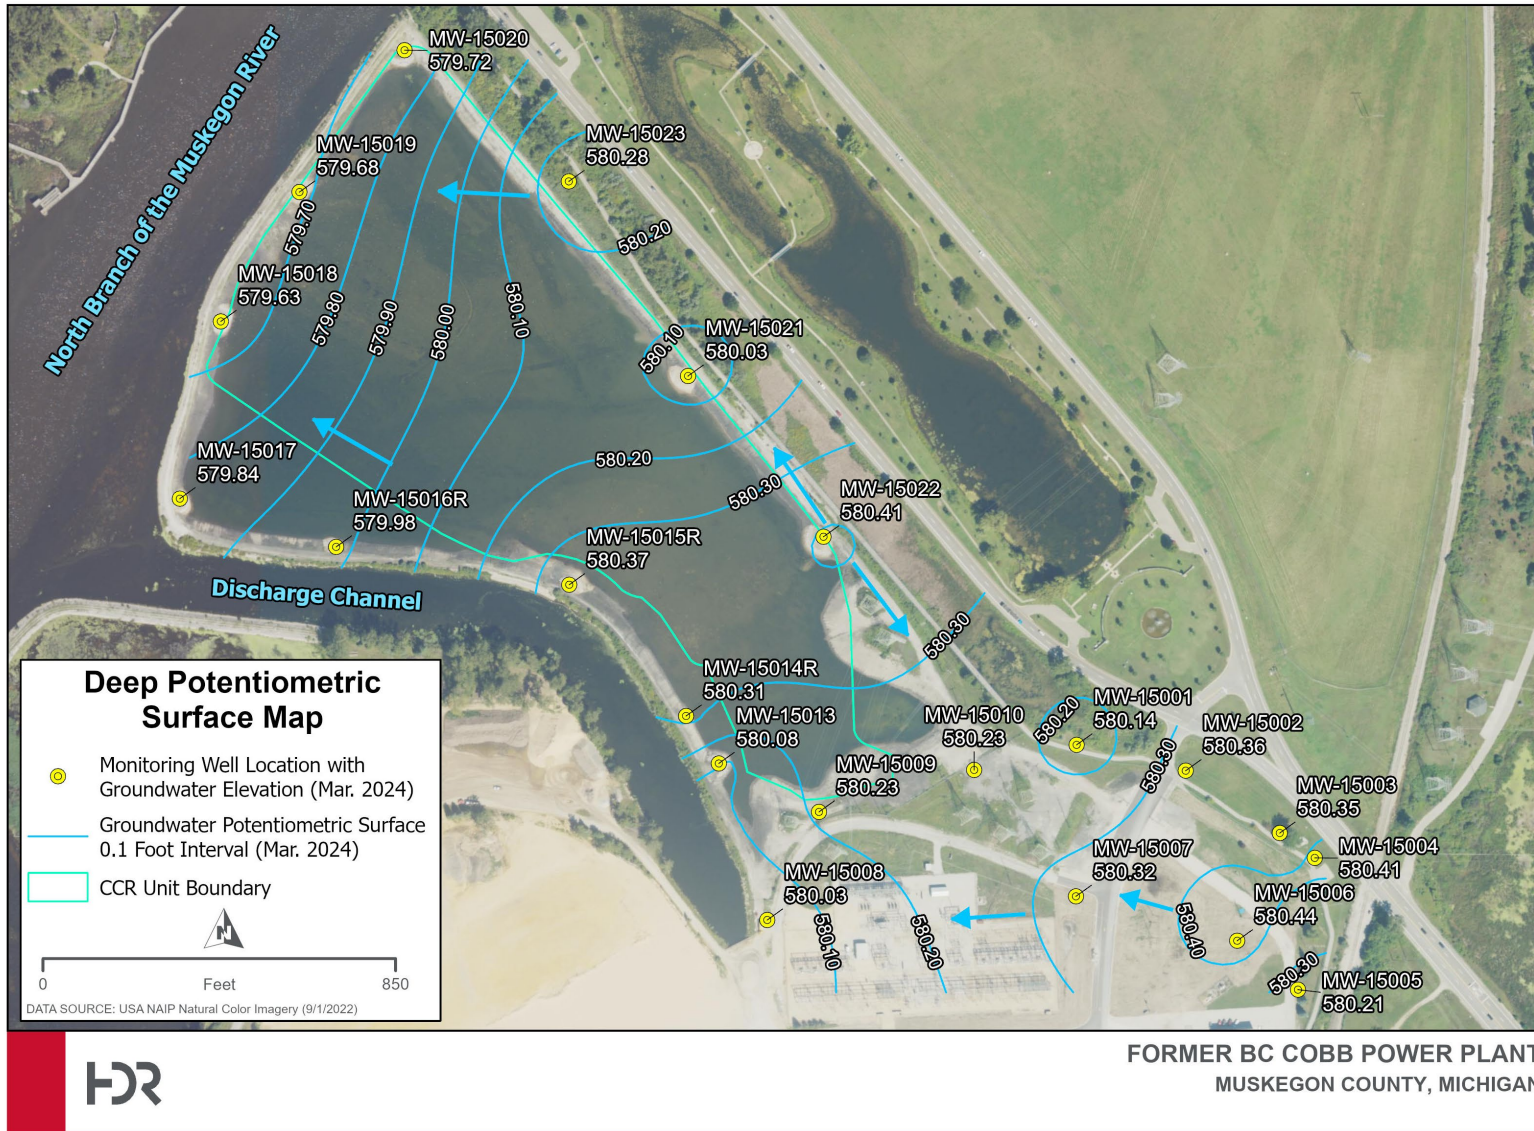 MW-15020
579.72
MW-15019
579.68
MW-15023
580.28
North Branch of the Muskegon River
579.70
580.20
MW-15018
579.63
579.80
579.90
580.00
580.10
MW-15021
580.03
580.10
MW-15017
579.84
580.20
MW-15016R
579.98
580.30
MW-15022
580.41
MW-15015R
580.37
Discharge Channel
580.30
MW-15014R
580.31
MW-15013
580.08
MW-15010
580.23
580.20
MW-15001
580.14
MW-15002
580.36
580.30
MW-15009
580.23
MW-15003
580.35
MW-15004
580.41
MW-15007
580.32
MW-15008
580.03
MW-15006
580.44
580.10
580.20
580.40
580.30
MW-15005
580.21
Deep Potentiometric
Surface Map
Monitoring Well Location with
Groundwater Elevation (Mar. 2024)
Groundwater Potentiometric Surface
0.1 Foot Interval (Mar. 2024)
CCR Unit Boundary
N
0
Feet
850
DATA SOURCE: USA NAIP Natural Color Imagery (9/1/2022)
HDR
FORMER BC COBB POWER PLANT
MUSKEGON COUNTY, MICHIGAN